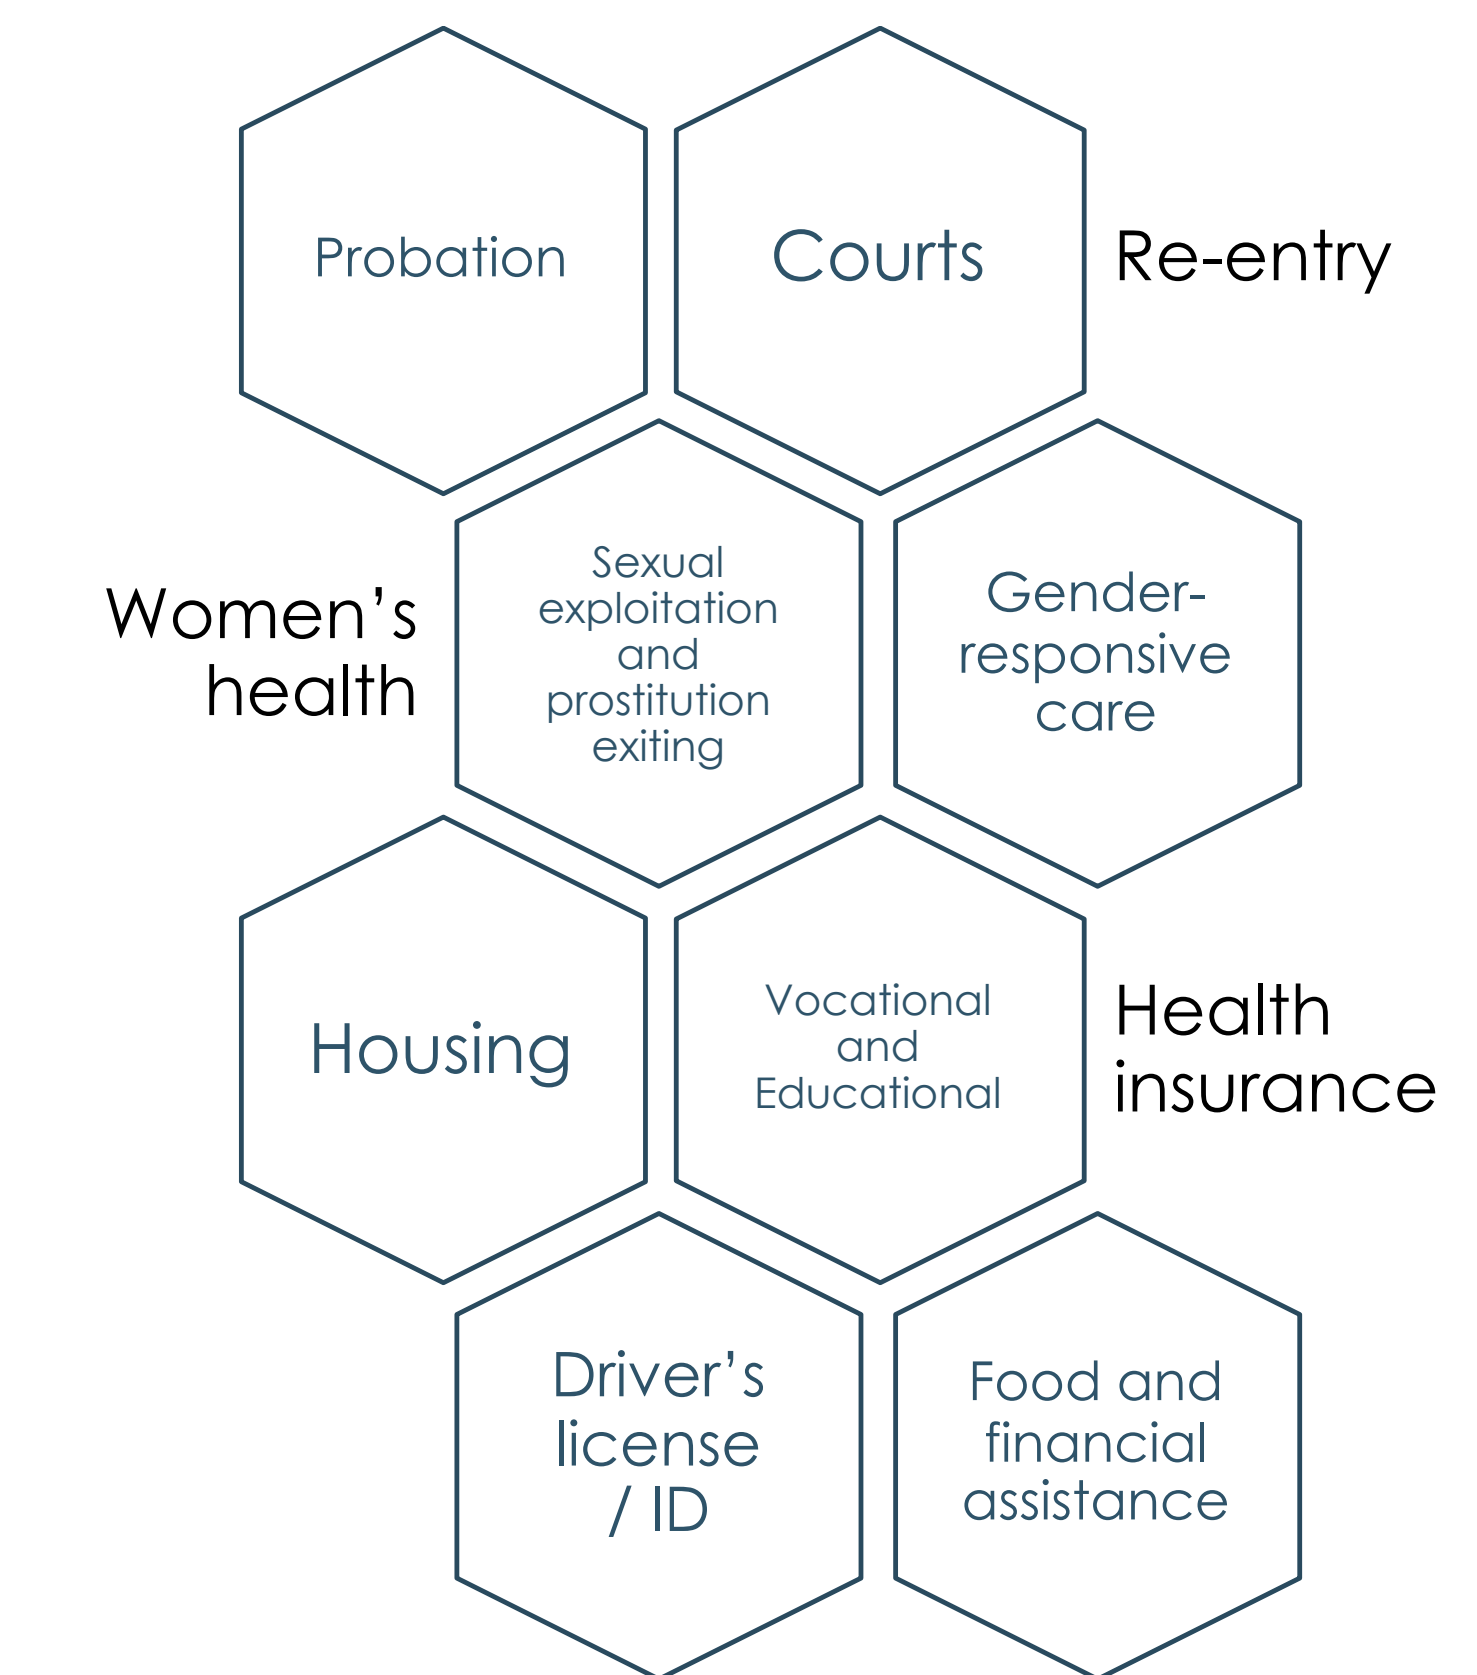 Probation
Courts
Re-entry
Women’s
health
Sexual
exploitation
and
prostitution
exiting
Gender-
responsive
care
Housing
Vocational
and
Educational
Health
insurance
Driver’s
license
/ ID
Food and
financial
assistance